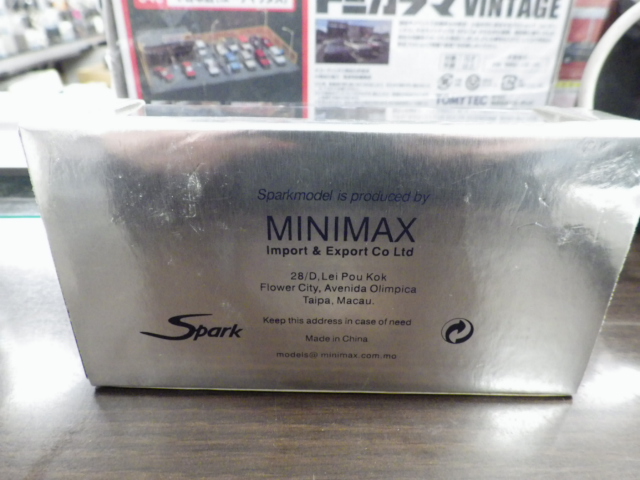 トミカラマ VINTAGE
TOMYTEC
Sparkmodel is produced by
MINIMAX
Import & Export Co Ltd
28/D, Lei Pou Kok
Flower City, Avenida Olimpica
Taipa, Macau.
Spark
Keep this address in case of need
Made in China
models@minimax.com.mo